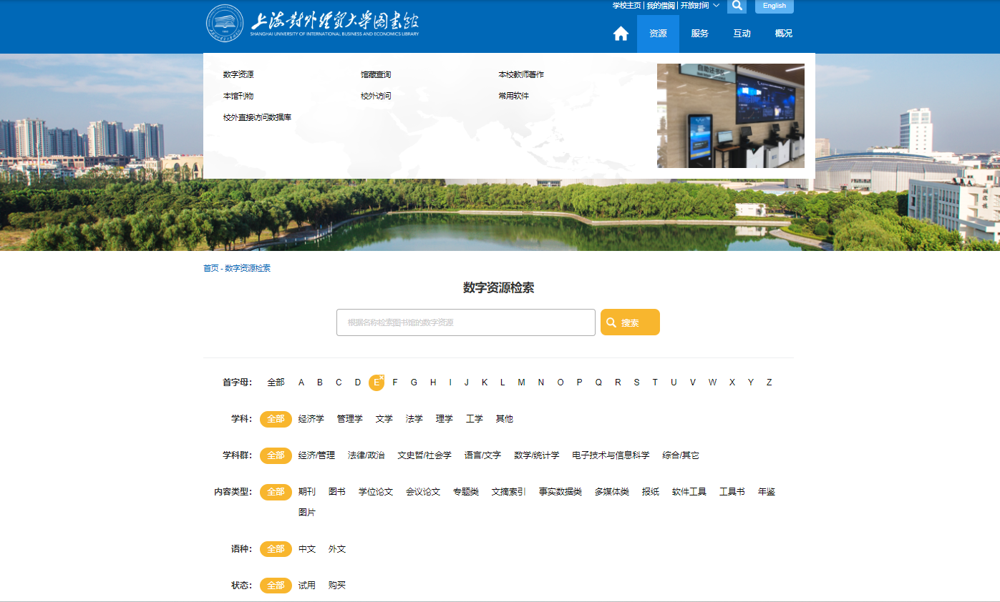 学校主页 | 我的借阅 | 开放时间
English
上海对外经贸大学图书馆
SHANGHAI UNIVERSITY OF INTERNATIONAL BUSINESS AND ECONOMICS LIBRARY
资源 服务 互动 概况
数字资源 馆藏查询 本校教师著作
本馆刊物 校外访问 常用软件
校外直接访问数据库
自助还书机
首页 - 数字资源检索
数字资源检索
根据名称检索图书馆的数字资源
搜索
首字母： 全部 A B C D E F G H I J K L M N O P Q R S T U V W X Y Z
学科： 全部 经济学 管理学 文学 法学 理学 工学 其他
学科群： 全部 经济/管理 法律/政治 文史哲/社会学 语言/文字 数学/统计学 电子技术与信息科学 综合/其它
内容类型： 全部 期刊 图书 学位论文 会议论文 专题类 文摘索引 事实数据类 多媒体类 报纸 软件工具 工具书 年鉴
图片
语种： 全部 中文 外文
状态： 全部 试用 购买